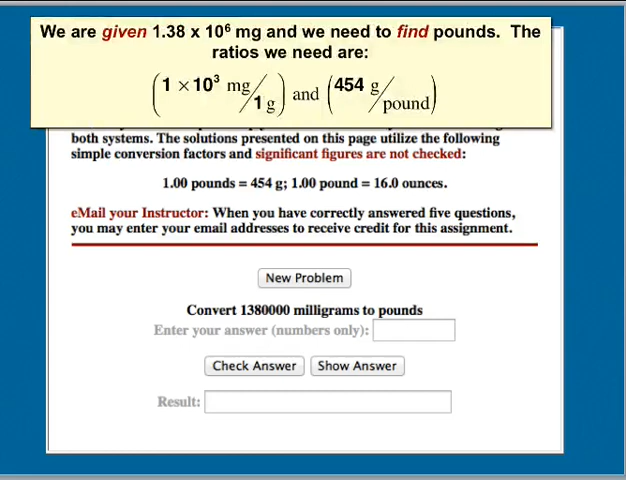 We are given 1.38 x 10⁶ mg and we need to find pounds. The
ratios we need are:
(1 × 10³ mg/1 g) and (454 g/pound)
both systems. The solutions presented on this page utilize the following
simple conversion factors and significant figures are not checked:
1.00 pounds = 454 g; 1.00 pound = 16.0 ounces.
eMail your Instructor: When you have correctly answered five questions,
you may enter your email addresses to receive credit for this assignment.
New Problem
Convert 1380000 milligrams to pounds
Enter your answer (numbers only):
Check Answer Show Answer
Result: